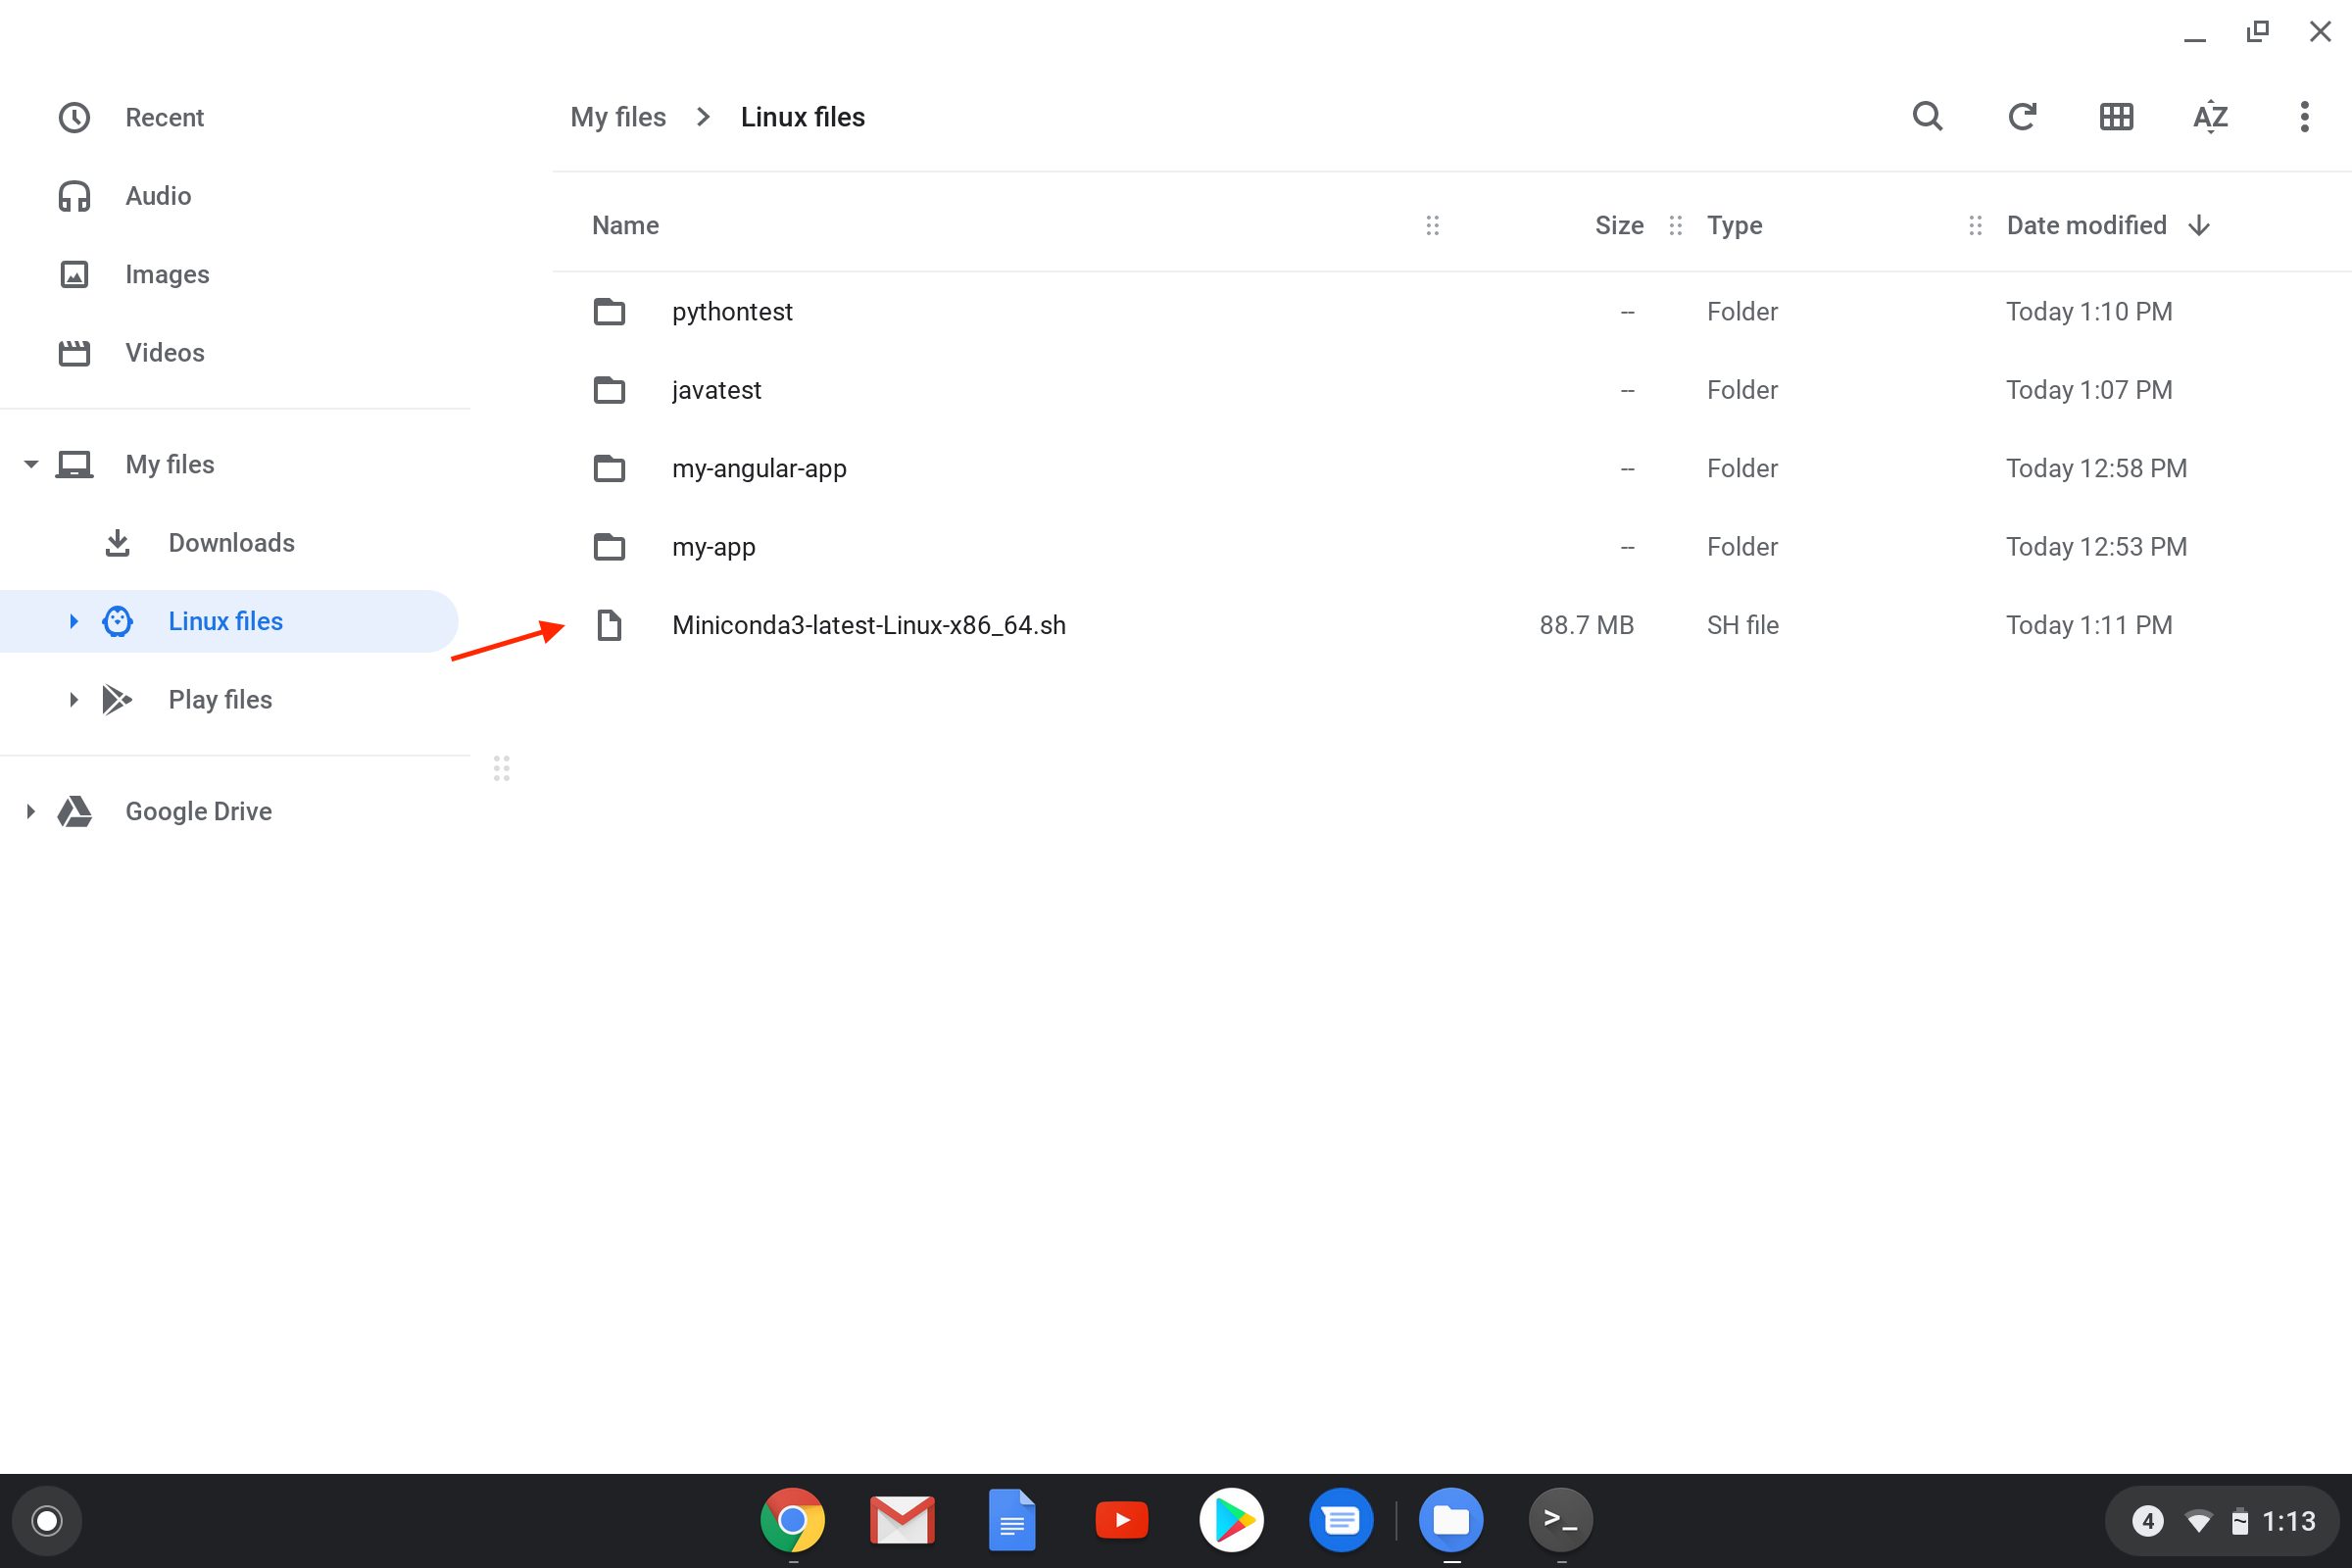 Recent
Audio
Images
Videos
My files
Downloads
Linux files
Play files
Google Drive
My files > Linux files
AZ
Name Size Type Date modified
pythontest -- Folder Today 1:10 PM
javatest -- Folder Today 1:07 PM
my-angular-app -- Folder Today 12:58 PM
my-app -- Folder Today 12:53 PM
Miniconda3-latest-Linux-x86_64.sh 88.7 MB SH file Today 1:11 PM
>_
4 1:13